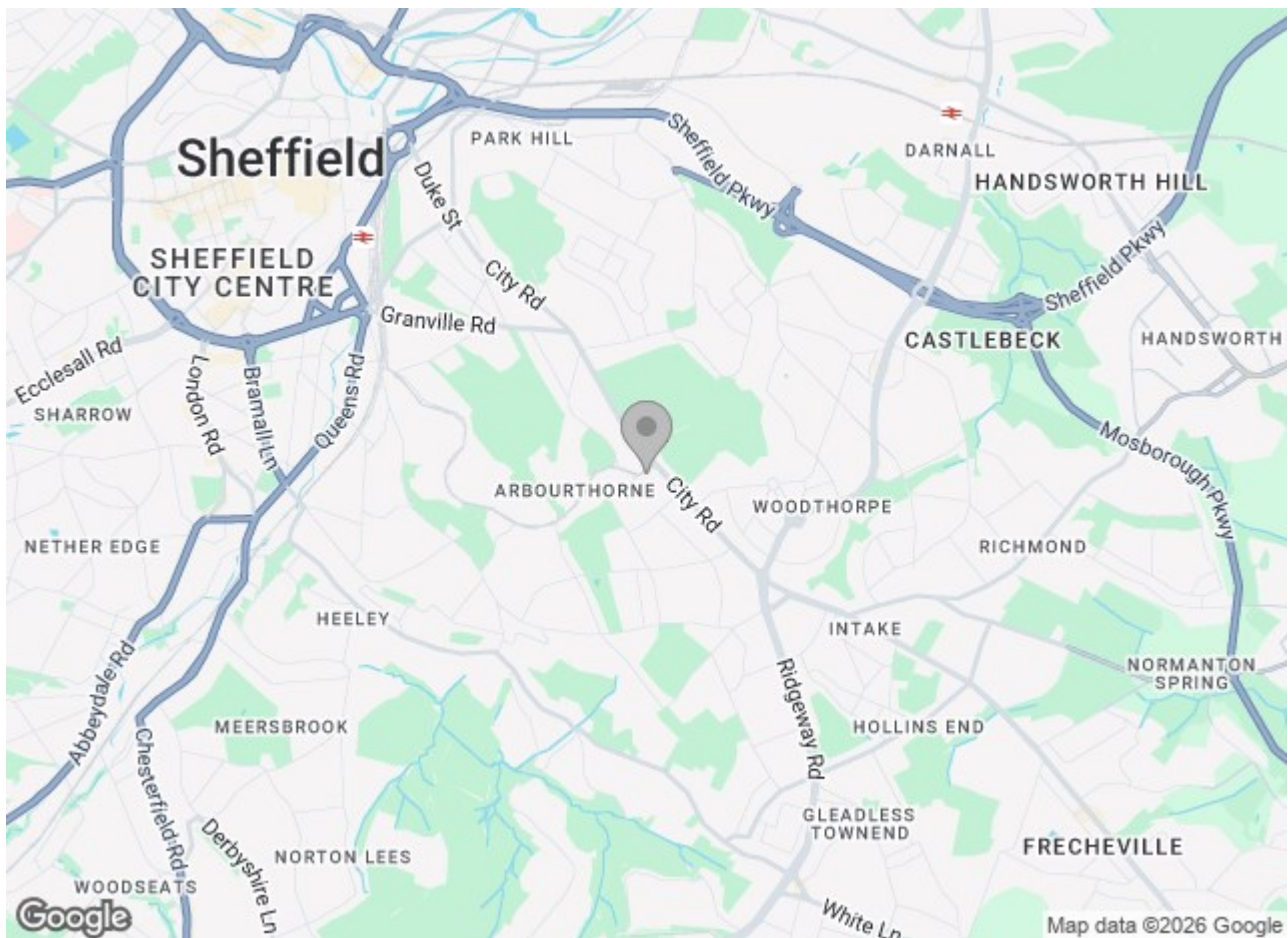 Sheffield
PARK HILL
Sheffield Pkwy
DARNALL
HANDSWORTH HILL
Duke St
SHEFFIELD
CITY CENTRE
City Rd
Sheffield Pkwy
Granville Rd
CASTLEBECK
HANDSWORTH
Ecclesall Rd
SHARROW
London Rd
Bramall Ln
Queens Rd
Mosborough Pkwy
ARBOURTHORNE
City Rd
WOODTHORPE
NETHER EDGE
RICHMOND
HEELEY
INTAKE
Abbeydale Rd
Ridgeway Rd
NORMANTON
SPRING
MEERSBROOK
HOLLINS END
Chesterfield Rd
Derbyshire Ln
GLEADLESS
TOWNEND
NORTON LEES
FRECHEVILLE
WOODSEATS
White Ln
Google
Map data ©2026 Google